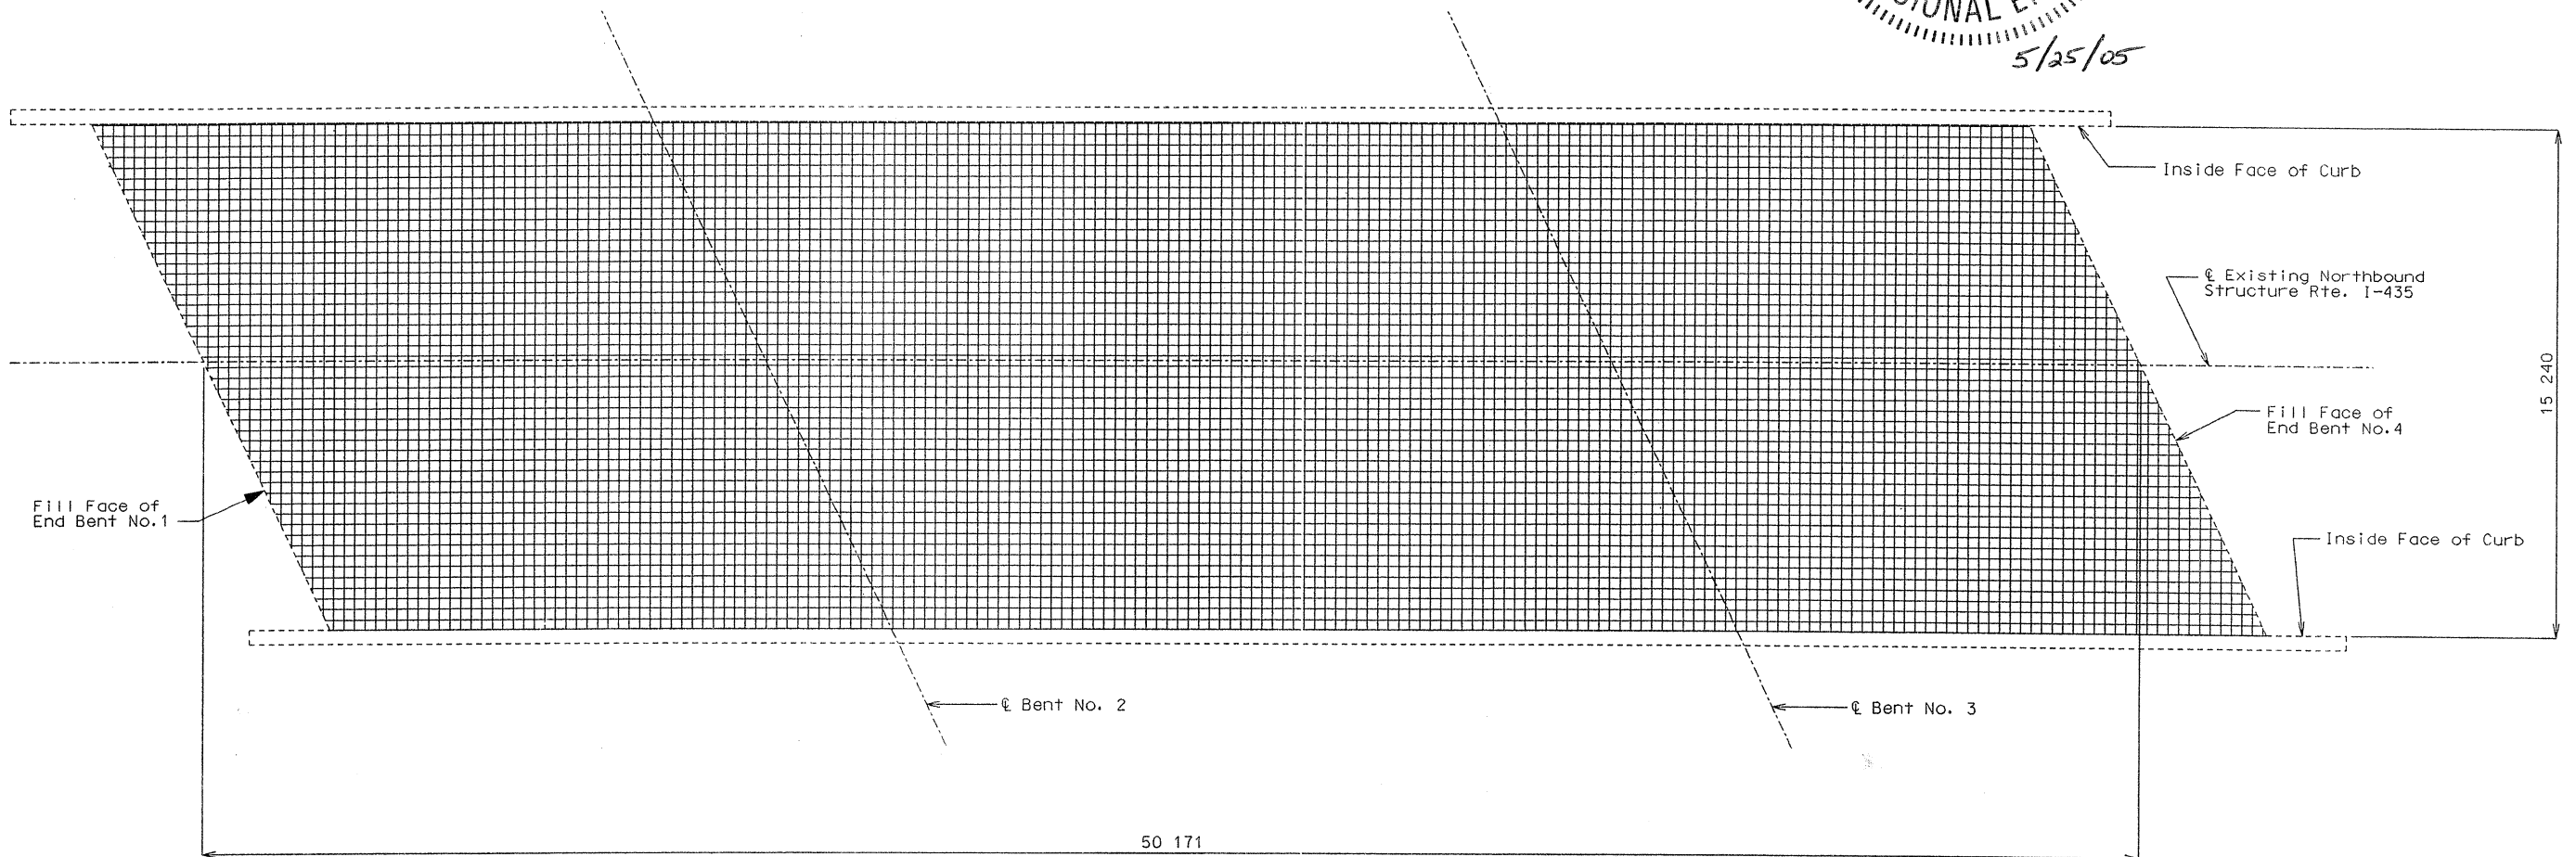 5/25/05
Inside Face of Curb
℄ Existing Northbound
Structure Rte. I-435
15 240
Fill Face of
End Bent No.4
Fill Face of
End Bent No.1
Inside Face of Curb
℄ Bent No. 2
℄ Bent No. 3
50 171